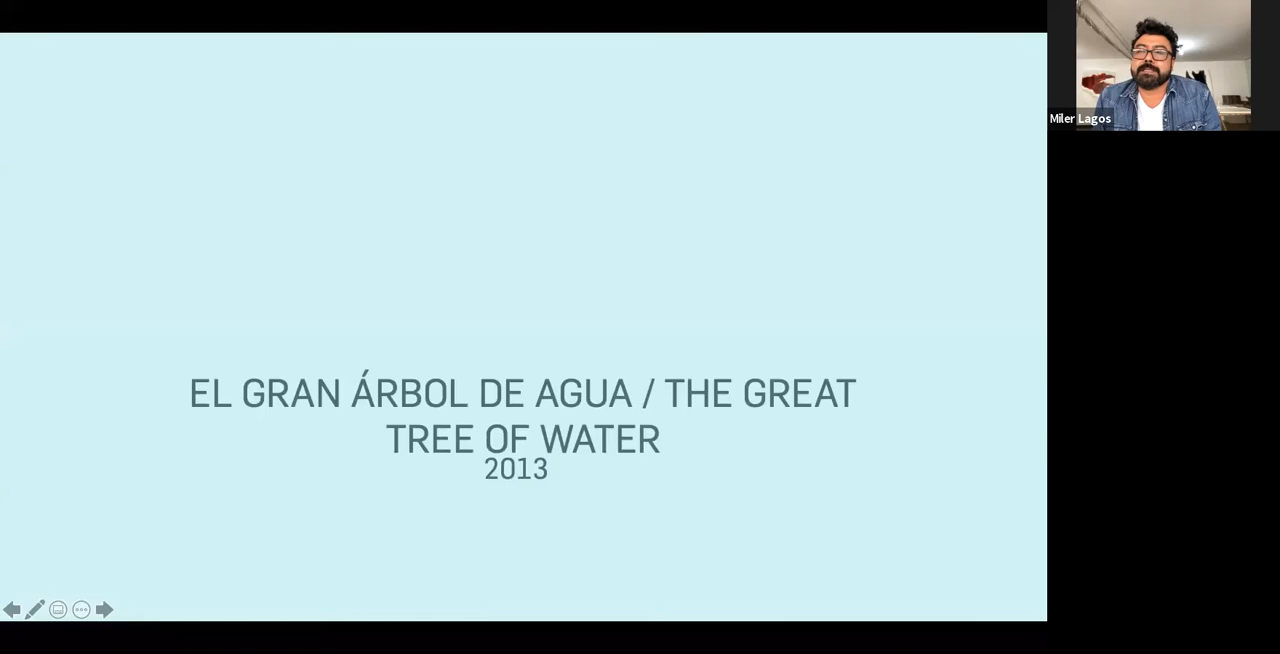 EL GRAN ÁRBOL DE AGUA / THE GREAT
TREE OF WATER
2013
Miler Lagos